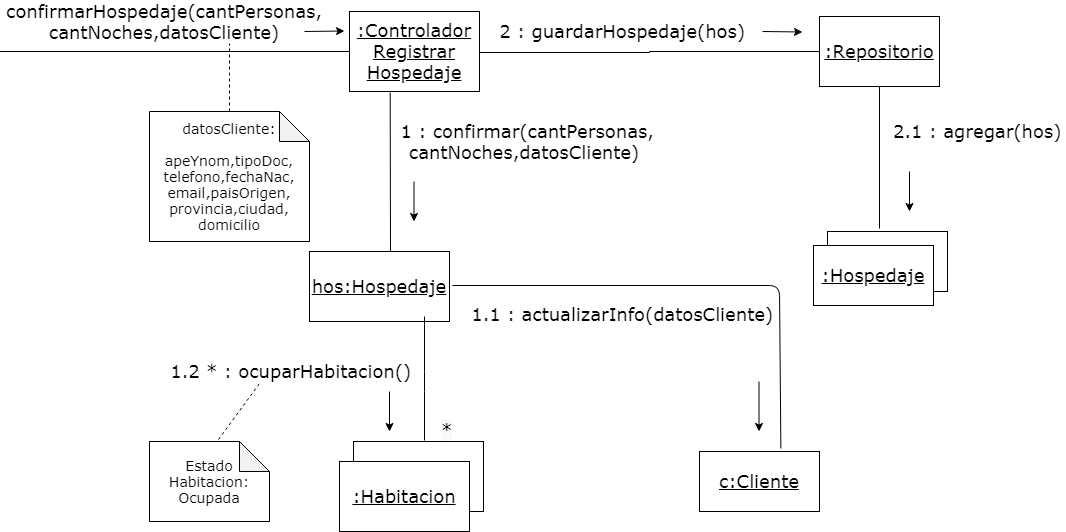 confirmarHospedaje(cantPersonas,
cantNoches,datosCliente)
:Controlador
Registrar
Hospedaje
2 : guardarHospedaje(hos)
:Repositorio
datosCliente:
apeYnom,tipoDoc,
telefono,fechaNac,
email,paisOrigen,
provincia,ciudad,
domicilio
1 : confirmar(cantPersonas,
cantNoches,datosCliente)
2.1 : agregar(hos)
:Hospedaje
hos:Hospedaje
1.1 : actualizarInfo(datosCliente)
1.2 * : ocuparHabitacion()
*
Estado
Habitacion:
Ocupada
:Habitacion
c:Cliente